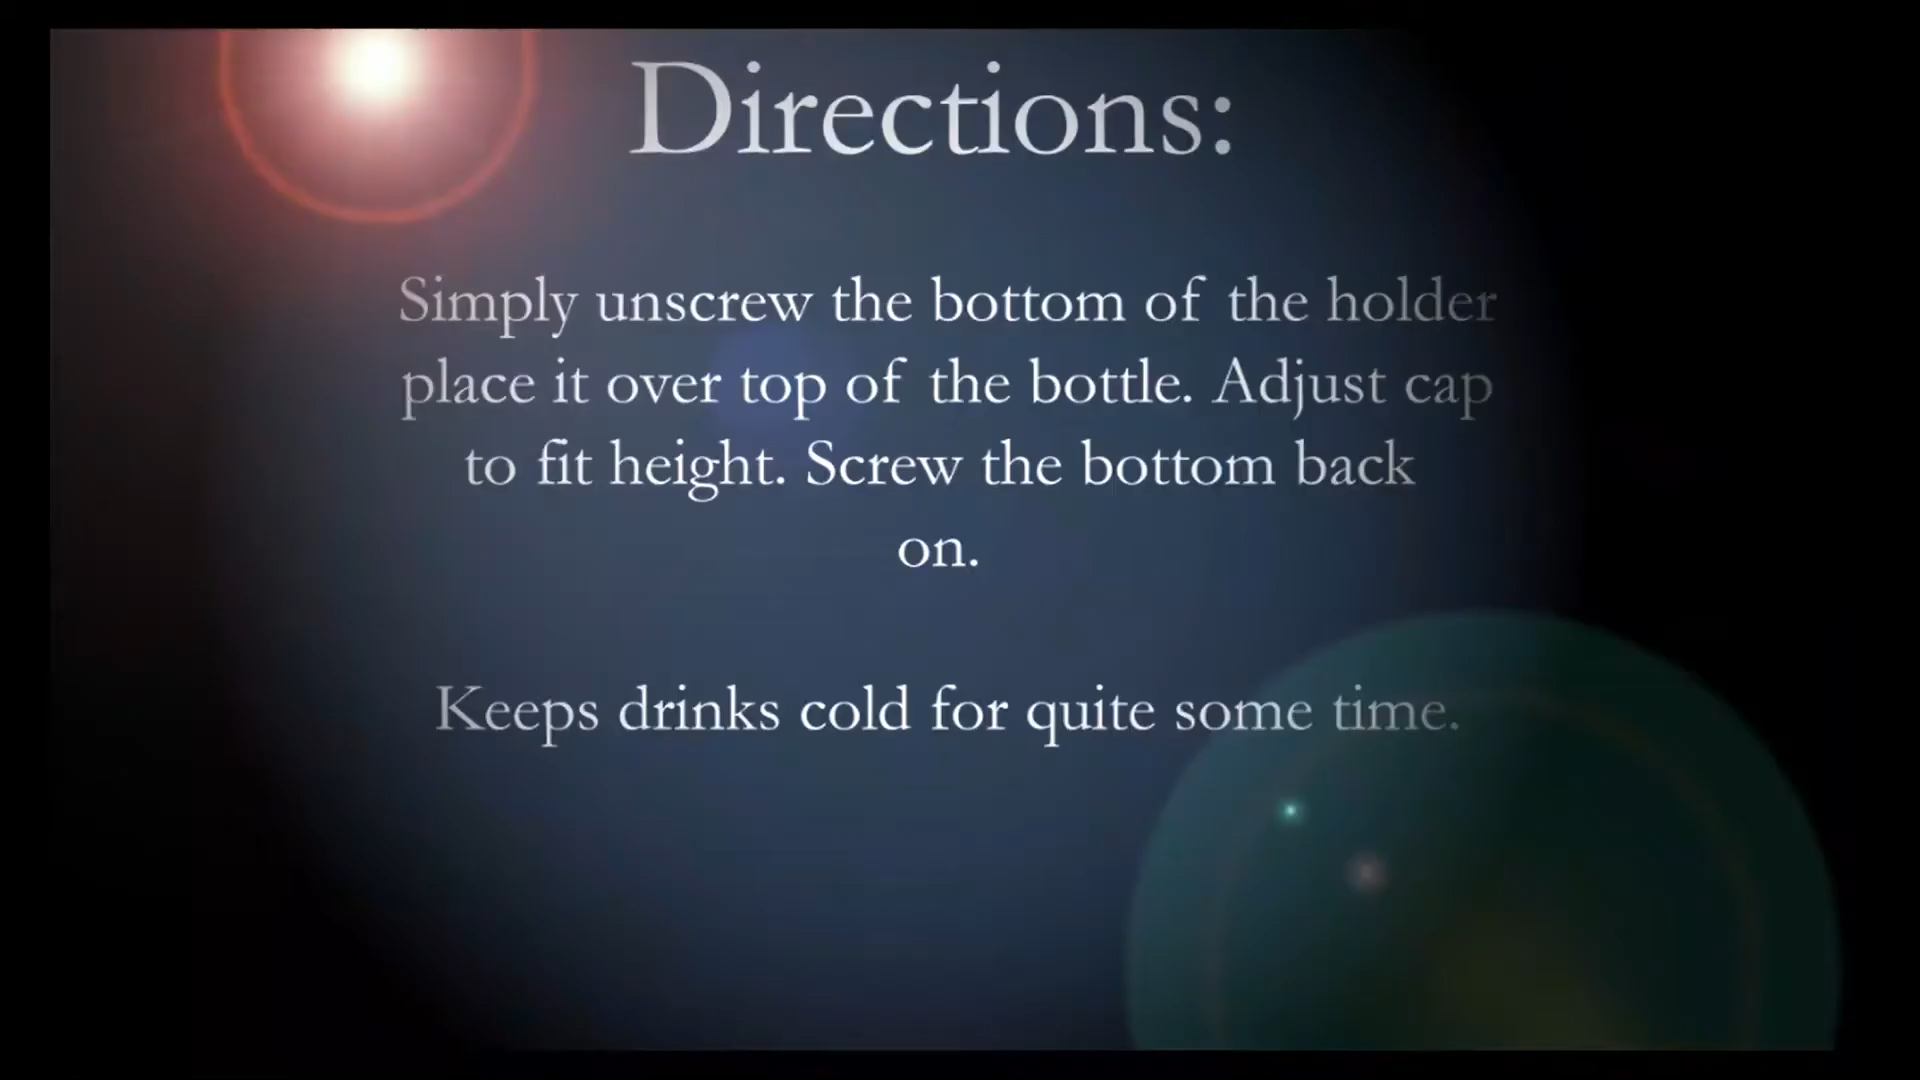 Directions:
Simply unscrew the bottom of the holder
place it over top of the bottle. Adjust cap
to fit height. Screw the bottom back
on.
Keeps drinks cold for quite some time.